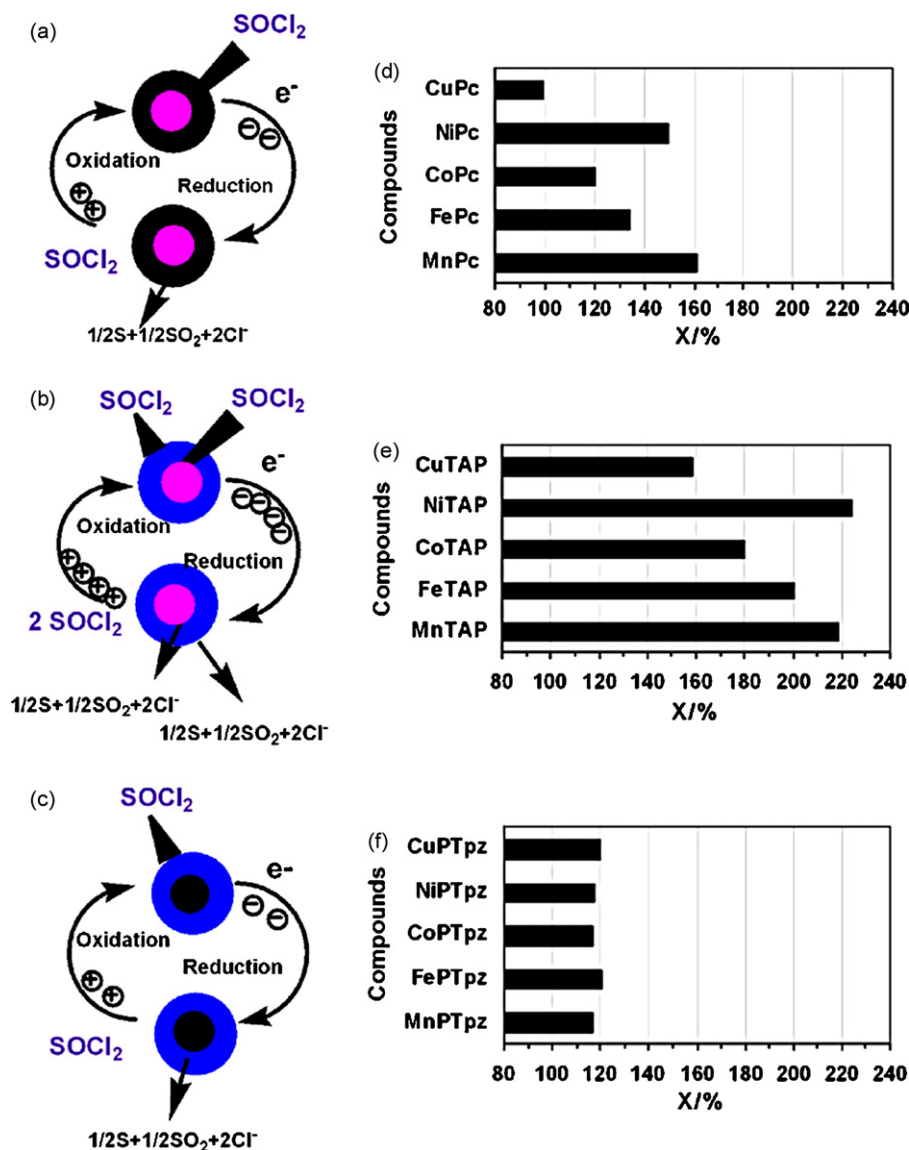 (a)
SOCl₂
e⁻
Oxidation
Reduction
SOCl₂
1/2S+1/2SO₂+2Cl⁻
(d)
Compounds
CuPc
NiPc
CoPc
FePc
MnPc
80 100 120 140 160 180 200 220 240
X/%
(b)
SOCl₂ SOCl₂
e⁻
Oxidation
Reduction
2 SOCl₂
1/2S+1/2SO₂+2Cl⁻
1/2S+1/2SO₂+2Cl⁻
(e)
Compounds
CuTAP
NiTAP
CoTAP
FeTAP
MnTAP
80 100 120 140 160 180 200 220 240
X/%
(c)
SOCl₂
e-
Oxidation
Reduction
SOCl₂
1/2S+1/2SO₂+2Cl⁻
(f)
Compounds
CuPTpz
NiPTpz
CoPTpz
FePTpz
MnPTpz
80 100 120 140 160 180 200 220 240
X/%